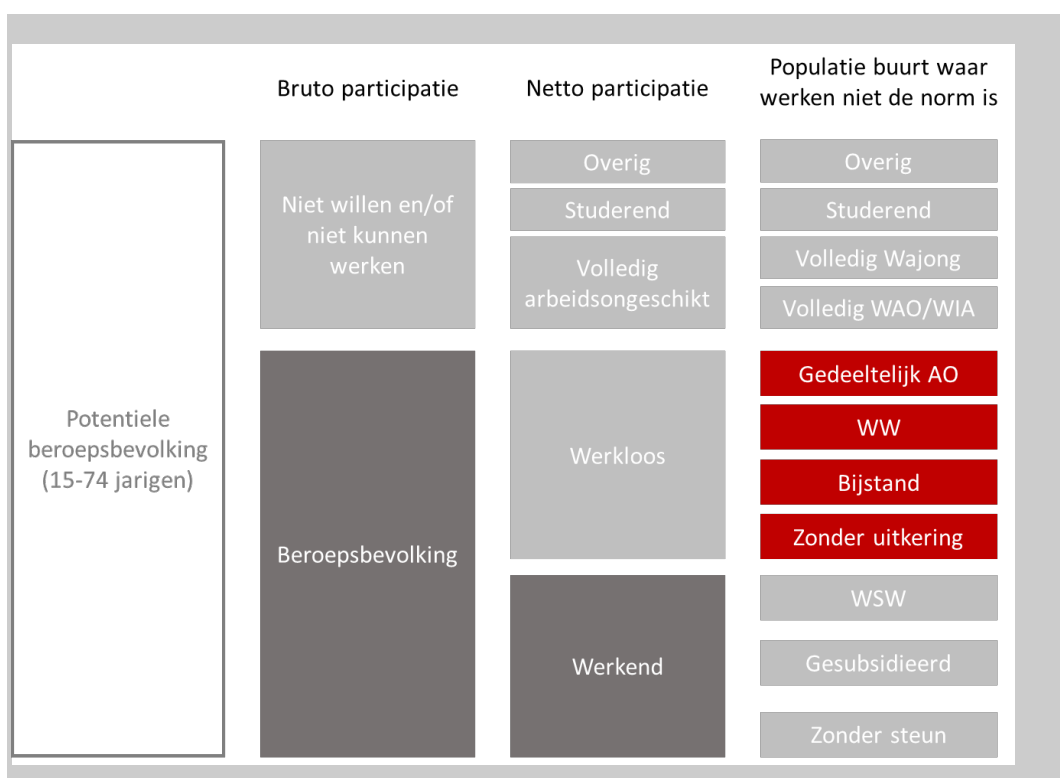 Bruto participatie
Netto participatie
Populatie buurt waar
werken niet de norm is
Potentiele
beroepsbevolking
(15-74 jarigen)
Niet willen en/of
niet kunnen
werken
Beroepsbevolking
Overig
Studerend
Volledig
arbeidsongeschikt
Werkloos
Werkend
Overig
Studerend
Volledig Wajong
Volledig WAO/WIA
Gedeeltelijk AO
WW
Bijstand
Zonder uitkering
WSW
Gesubsidieerd
Zonder steun